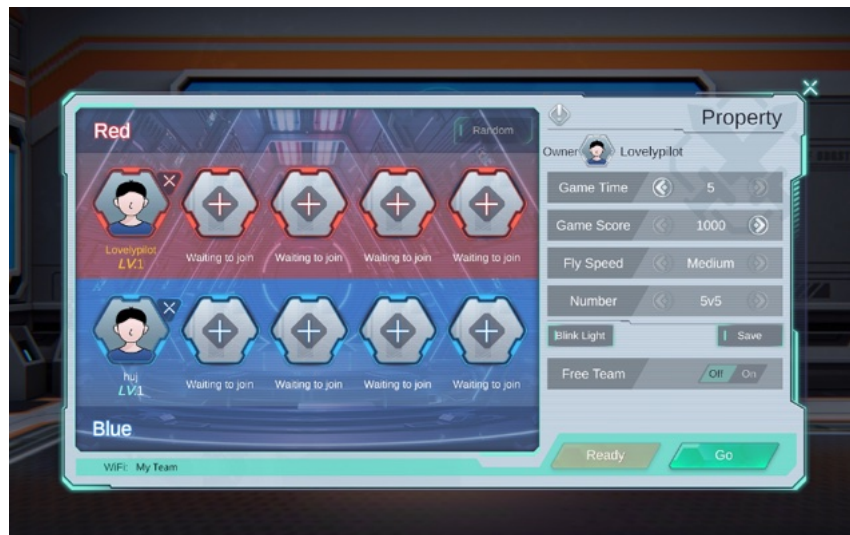 Red
Random
Lovelypilot
LV.1
Waiting to join
Waiting to join
Waiting to join
Waiting to join
huj
LV.1
Waiting to join
Waiting to join
Waiting to join
Waiting to join
Blue
WiFi: My Team
Property
Owner Lovelypilot
Game Time 5
Game Score 1000
Fly Speed Medium
Number 5v5
Blink Light Save
Free Team Off On
Ready Go